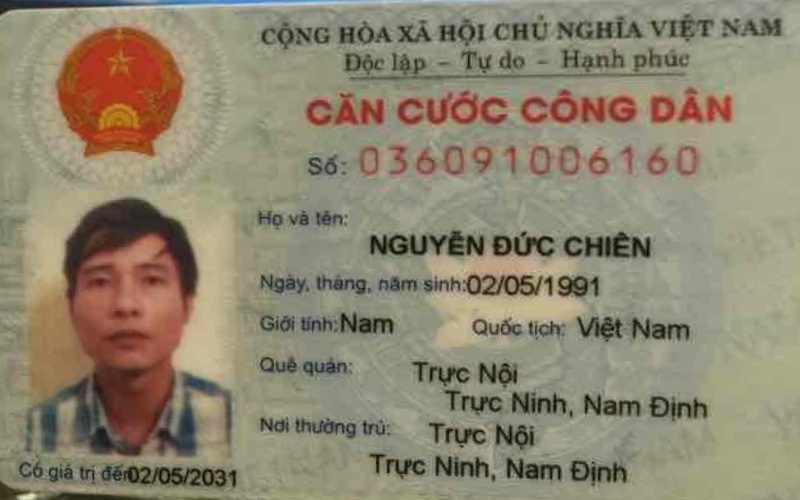 CỘNG HÒA XÃ HỘI CHỦ NGHĨA VIỆT NAM
Độc lập - Tự do - Hạnh phúc
CĂN CƯỚC CÔNG DÂN
Số: 036091006160
Họ và tên:
NGUYỄN ĐỨC CHIÊN
Ngày, tháng, năm sinh:02/05/1991
Giới tính:Nam Quốc tịch: Việt Nam
Quê quán: Trực Nội
Trực Ninh, Nam Định
Nơi thường trú: Trực Nội
Trực Ninh, Nam Định
Có giá trị đến:02/05/2031